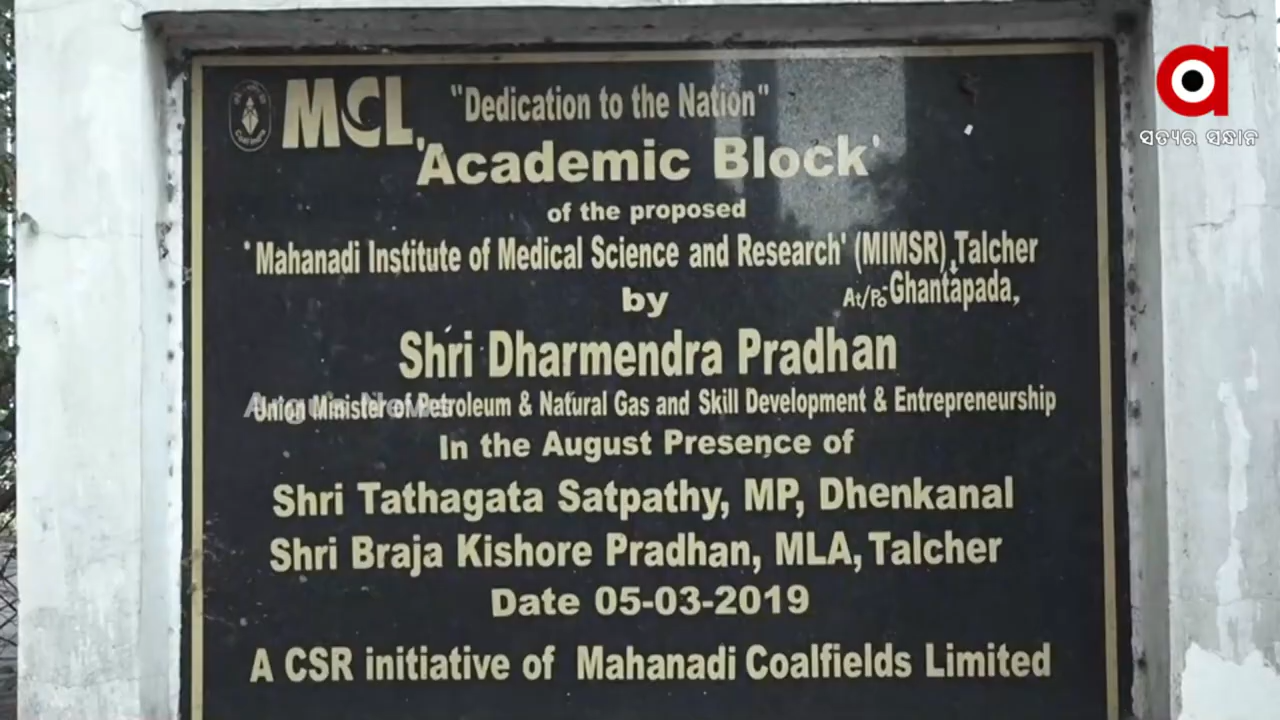 MCL "Dedication to the Nation"
'Academic Block'
of the proposed
'Mahanadi Institute of Medical Science and Research' (MIMSR), Talcher
At/Po-Ghantapada,
by
Shri Dharmendra Pradhan
Union Minister of Petroleum & Natural Gas and Skill Development & Entrepreneurship
In the August Presence of
Shri Tathagata Satpathy, MP, Dhenkanal
Shri Braja Kishore Pradhan, MLA, Talcher
Date 05-03-2019
A CSR initiative of Mahanadi Coalfields Limited
ସତ୍ୟର ସନ୍ଧାନ